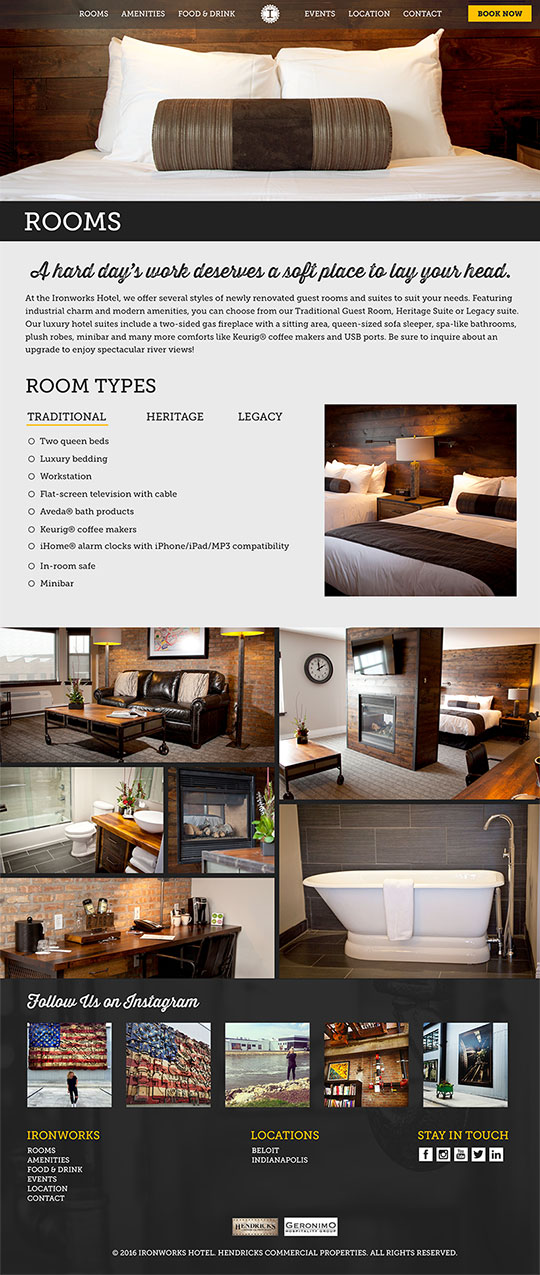 ROOMS AMENITIES FOOD & DRINK I EVENTS LOCATION CONTACT BOOK NOW
ROOMS
A hard day's work deserves a soft place to lay your head.
At the Ironworks Hotel, we offer several styles of newly renovated guest rooms and suites to suit your needs. Featuring
industrial charm and modern amenities, you can choose from our Traditional Guest Room, Heritage Suite or Legacy suite.
Our luxury hotel suites include a two-sided gas fireplace with a sitting area, queen-sized sofa sleeper, spa-like bathrooms,
plush robes, minibar and many more comforts like Keurig® coffee makers and USB ports. Be sure to inquire about an
upgrade to enjoy spectacular river views!
ROOM TYPES
TRADITIONAL HERITAGE LEGACY
Two queen beds
Luxury bedding
Workstation
Flat-screen television with cable
Aveda® bath products
Keurig® coffee makers
iHome® alarm clocks with iPhone/iPad/MP3 compatibility
In-room safe
Minibar
Follow Us on Instagram
IRONWORKS
ROOMS
AMENITIES
FOOD & DRINK
EVENTS
LOCATION
CONTACT
LOCATIONS
BELOIT
INDIANAPOLIS
STAY IN TOUCH
HENDRICKS
GERONIMO
HOSPITALITY GROUP
© 2016 IRONWORKS HOTEL. HENDRICKS COMMERCIAL PROPERTIES. ALL RIGHTS RESERVED.